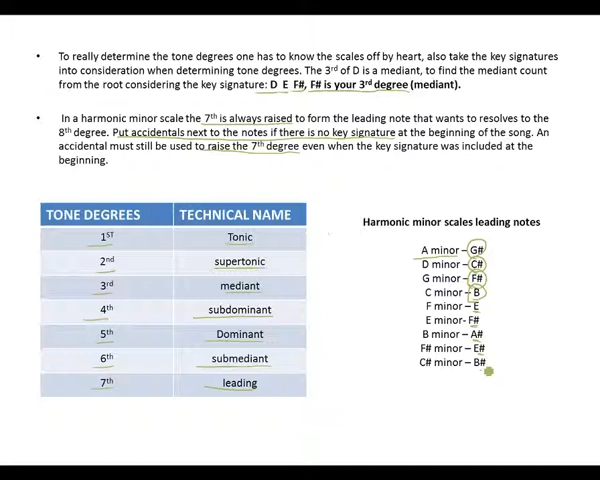 To really determine the tone degrees one has to know the scales off by heart, also take the key signatures
into consideration when determining tone degrees. The 3rd of D is a mediant, to find the mediant count
from the root considering the key signature: D E F#, F# is your 3rd degree (mediant).
In a harmonic minor scale the 7th is always raised to form the leading note that wants to resolves to the
8th degree. Put accidentals next to the notes if there is no key signature at the beginning of the song. An
accidental must still be used to raise the 7th degree even when the key signature was included at the
beginning.
TONE DEGREES TECHNICAL NAME
1ST Tonic
2nd supertonic
3rd mediant
4th subdominant
5th Dominant
6th submediant
7th leading
Harmonic minor scales leading notes
A minor – G#
D minor – C#
G minor – F#
C minor – B
F minor – E
E minor- F#
B minor – A#
F# minor – E#
C# minor – B#